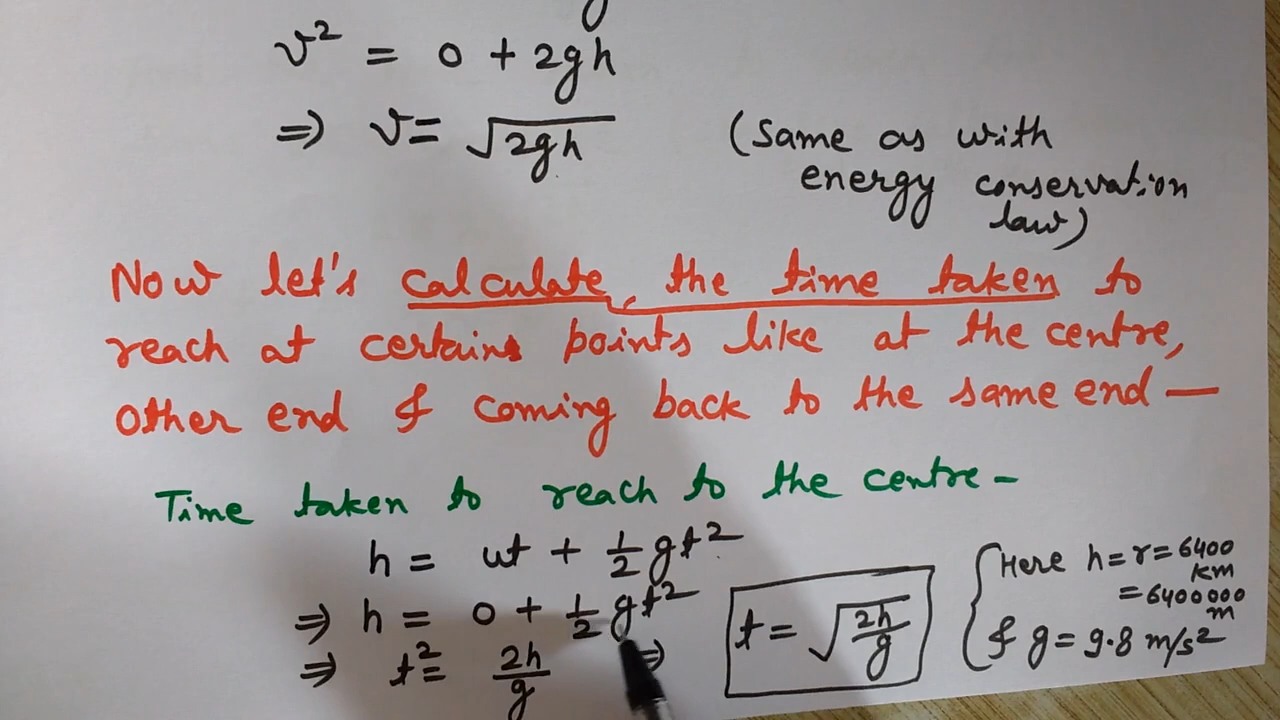 v² = 0 + 2gh
⇒ v = √2gh
(Same as with
energy conservation
law)
Now let's calculate, the time taken to
reach at certains points like at the centre,
other end & coming back to the same end —
Time taken to reach to the centre –
h = ut + 1/2 gt²
⇒ h = 0 + 1/2 gt²
⇒ t² = 2h/g ⇒
t = √2h/g
{ Here h = r = 6400
km
= 6400000
m
& g = 9.8 m/s²